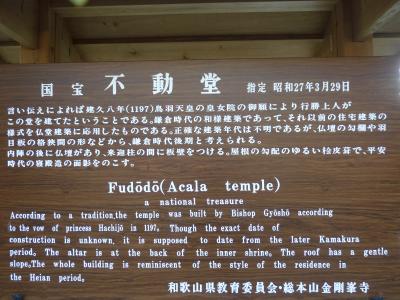 国宝 不動堂 指定 昭和27年3月29日
言い伝えによれば建久八年(1197)鳥羽天皇の皇女院の御願により行勝上人が
この堂を建てたということである。鎌倉時代の和様建築であって、それ以前の住宅建築の
様式を仏堂建築に応用したものである。正確な建築年代は不明であるが、仏壇の勾欄や羽
目板の格狭間の形などから、鎌倉時代後期と考えられる。
内陣の後に仏壇があり、来迎柱の間に板壁をつける。屋根の勾配のゆるい桧皮葺で、平安
時代の寝殿造の面影をのこす。
Fudōdō(Acala temple)
a national treasure
According to a tradition,the temple was built by Bishop Gyōshō according
to the vow of princess Hachijō in 1197. Though the exact date of
construction is unknown, it is supposed to date from the later Kamakura
period. The altar is at the back of the inner shrine. The roof has a gentle
slope.The whole building is reminiscent of the style of the residence in
the Heian period.
和歌山県教育委員会·総本山金剛峯寺